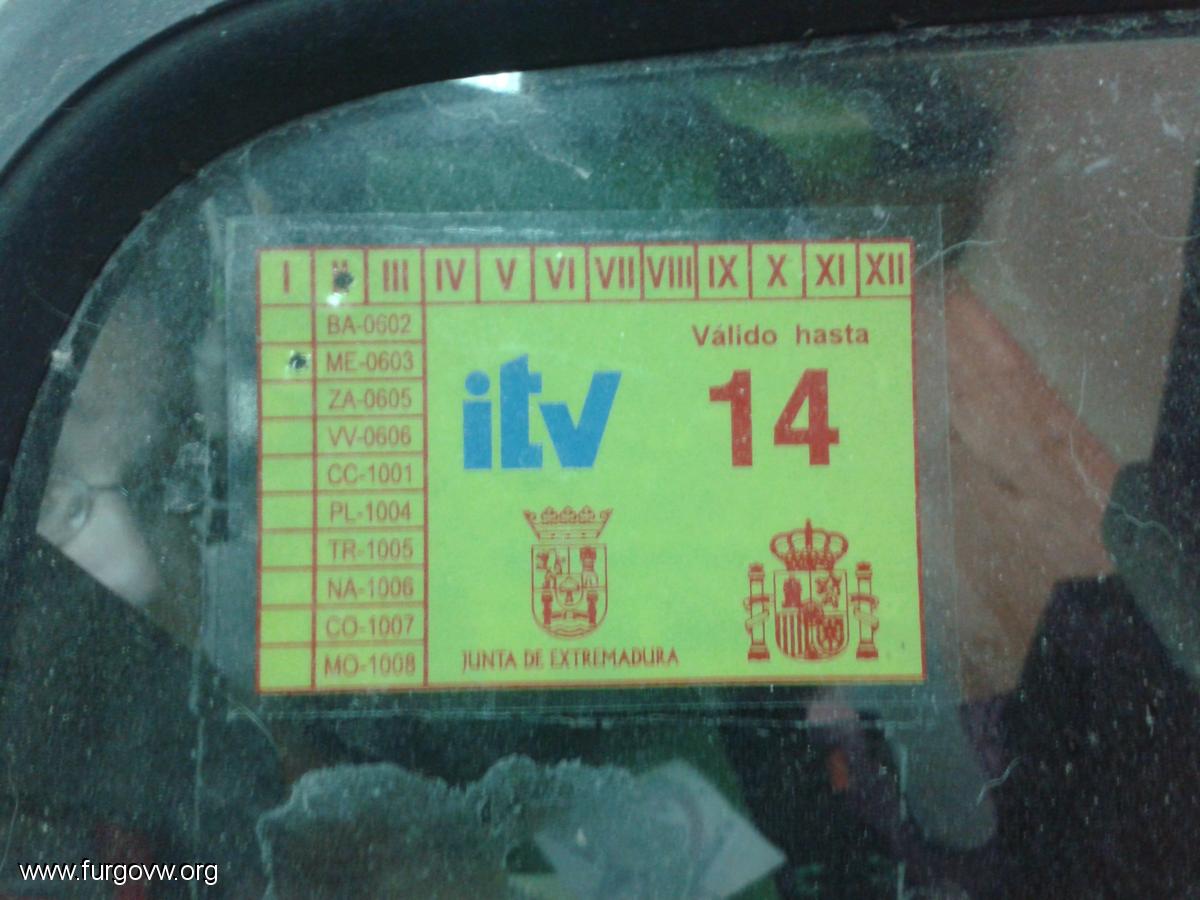 I II III IV V VI VII VIII IX X XI XII
BA-0602
ME-0603
ZA-0605
VV-0606
CC-1001
PL-1004
TR-1005
NA-1006
CO-1007
MO-1008
Válido hasta
itv 14
JUNTA DE EXTREMADURA
www.furgovw.org